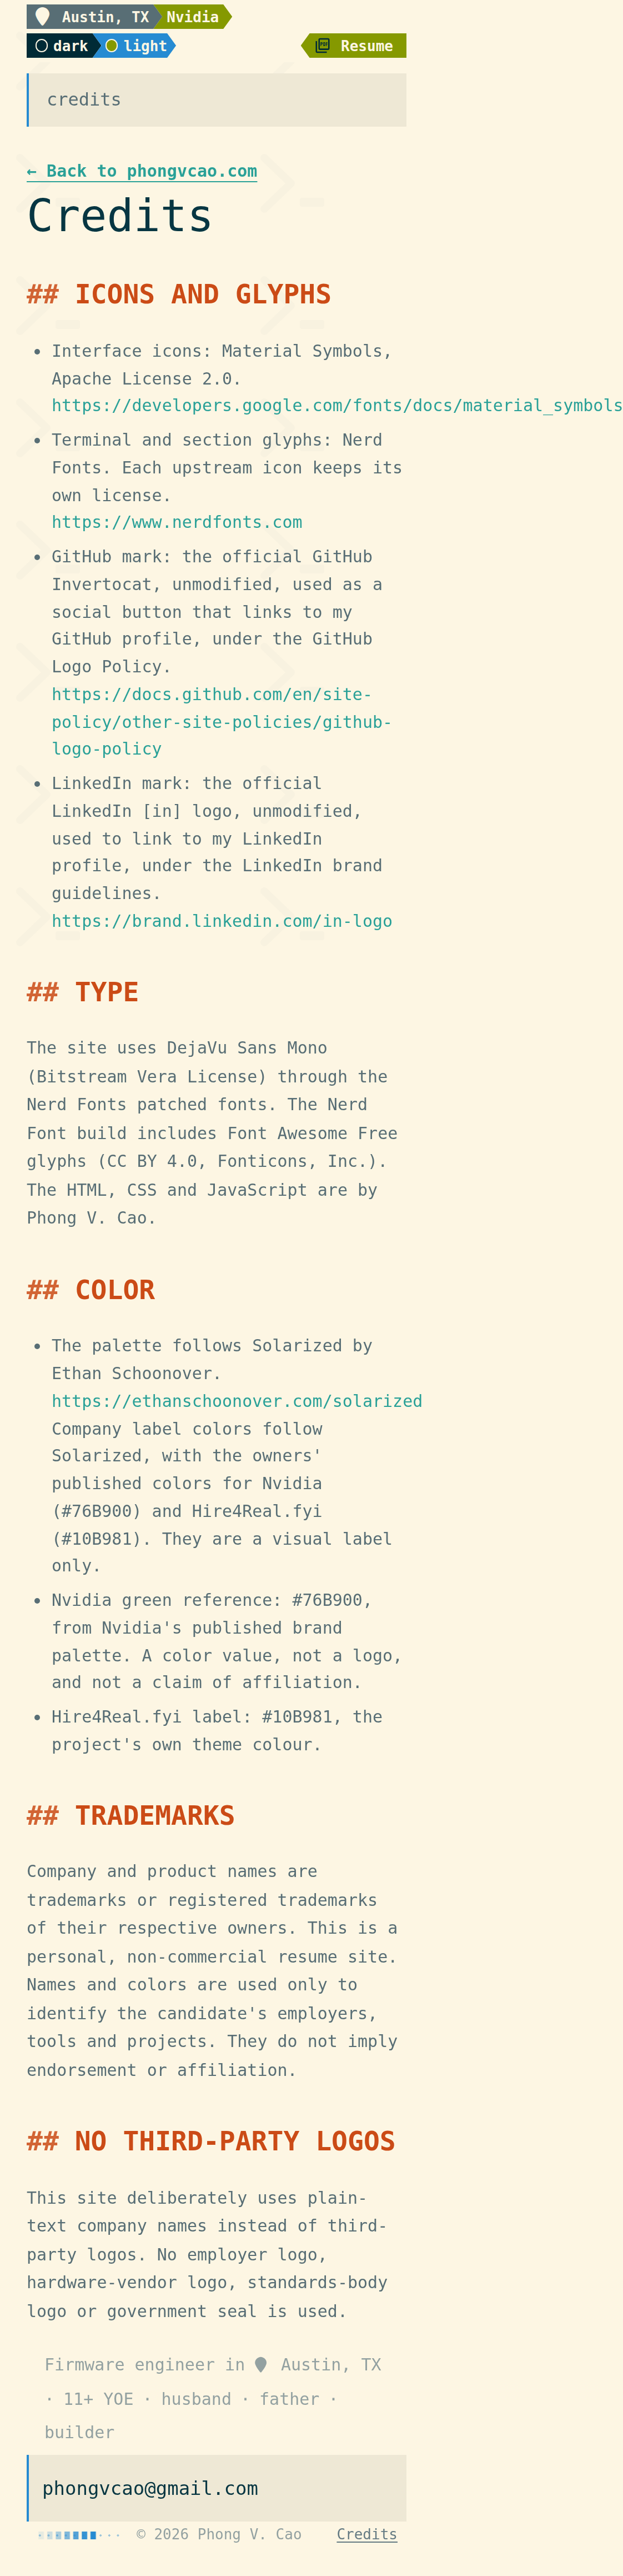 Austin, TX Nvidia
dark light Resume
credits
← Back to phongvcao.com
Credits
## ICONS AND GLYPHS
• Interface icons: Material Symbols,
Apache License 2.0.
https://developers.google.com/fonts/docs/material_symbols
• Terminal and section glyphs: Nerd
Fonts. Each upstream icon keeps its
own license.
https://www.nerdfonts.com
• GitHub mark: the official GitHub
Invertocat, unmodified, used as a
social button that links to my
GitHub profile, under the GitHub
Logo Policy.
https://docs.github.com/en/site-
policy/other-site-policies/github-
logo-policy
• LinkedIn mark: the official
LinkedIn [in] logo, unmodified,
used to link to my LinkedIn
profile, under the LinkedIn brand
guidelines.
https://brand.linkedin.com/in-logo
## TYPE
The site uses DejaVu Sans Mono
(Bitstream Vera License) through the
Nerd Fonts patched fonts. The Nerd
Font build includes Font Awesome Free
glyphs (CC BY 4.0, Fonticons, Inc.).
The HTML, CSS and JavaScript are by
Phong V. Cao.
## COLOR
• The palette follows Solarized by
Ethan Schoonover.
https://ethanschoonover.com/solarized
Company label colors follow
Solarized, with the owners'
published colors for Nvidia
(#76B900) and Hire4Real.fyi
(#10B981). They are a visual label
only.
• Nvidia green reference: #76B900,
from Nvidia's published brand
palette. A color value, not a logo,
and not a claim of affiliation.
• Hire4Real.fyi label: #10B981, the
project's own theme colour.
## TRADEMARKS
Company and product names are
trademarks or registered trademarks
of their respective owners. This is a
personal, non-commercial resume site.
Names and colors are used only to
identify the candidate's employers,
tools and projects. They do not imply
endorsement or affiliation.
## NO THIRD-PARTY LOGOS
This site deliberately uses plain-
text company names instead of third-
party logos. No employer logo,
hardware-vendor logo, standards-body
logo or government seal is used.
Firmware engineer in Austin, TX
· 11+ YOE · husband · father ·
builder
phongvcao@gmail.com
© 2026 Phong V. Cao Credits